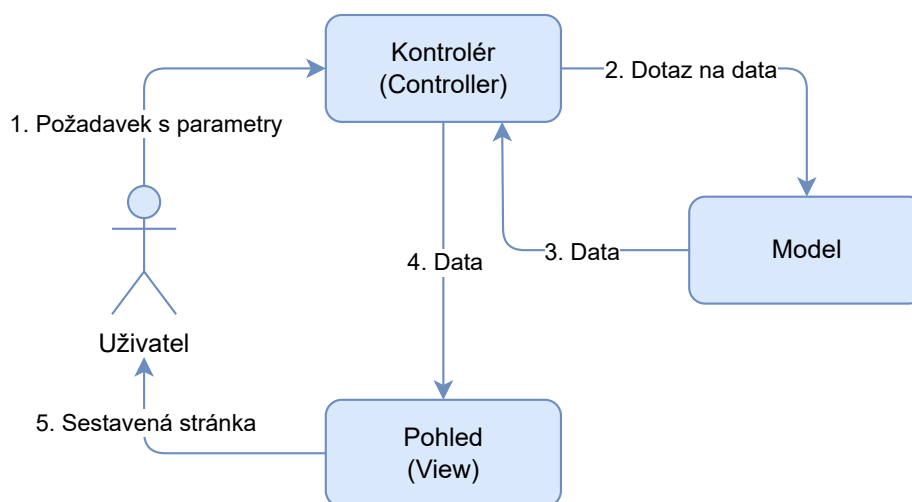 Kontrolér
(Controller)
2. Dotaz na data
1. Požadavek s parametry
Model
3. Data
4. Data
Uživatel
5. Sestavená stránka
Pohled
(View)